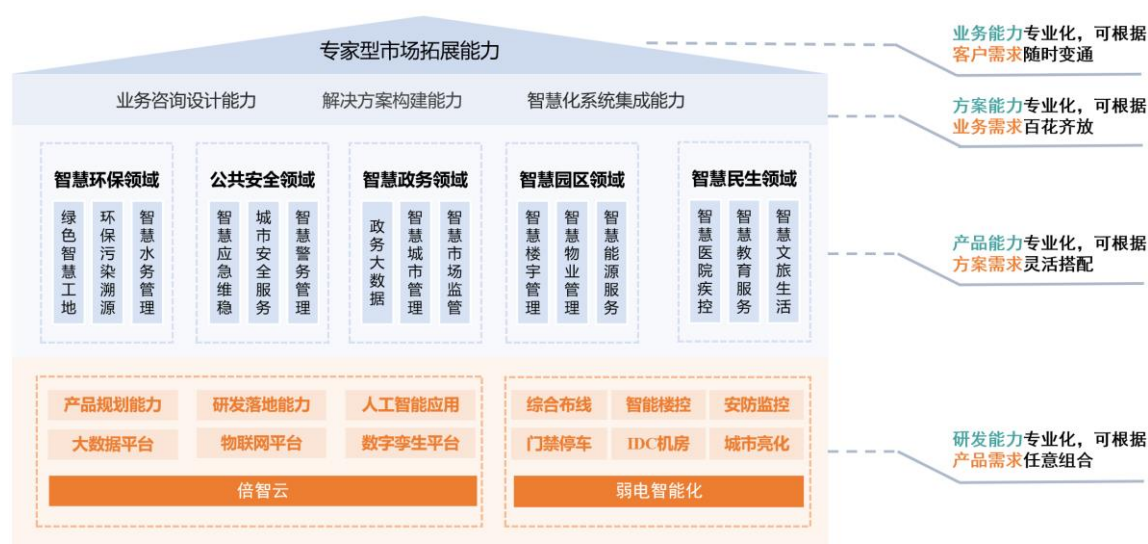 专家型市场拓展能力
业务能力专业化，可根据
客户需求随时变通
业务咨询设计能力
解决方案构建能力
智慧化系统集成能力
方案能力专业化，可根据
业务需求百花齐放
智慧环保领域
绿色智慧工地
环保污染溯源
智慧水务管理
公共安全领域
智慧应急维稳
城市安全服务
智慧警务管理
智慧政务领域
政务大数据
智慧城市管理
智慧市场监管
智慧园区领域
智慧楼宇管理
智慧物业管理
智慧能源服务
智慧民生领域
智慧医院疾控
智慧教育服务
智慧文旅生活
产品能力专业化，可根据
方案需求灵活搭配
产品规划能力
研发落地能力
人工智能应用
大数据平台
物联网平台
数字孪生平台
倍智云
综合布线
智能楼控
安防监控
门禁停车
IDC机房
城市亮化
弱电智能化
研发能力专业化，可根据
产品需求任意组合